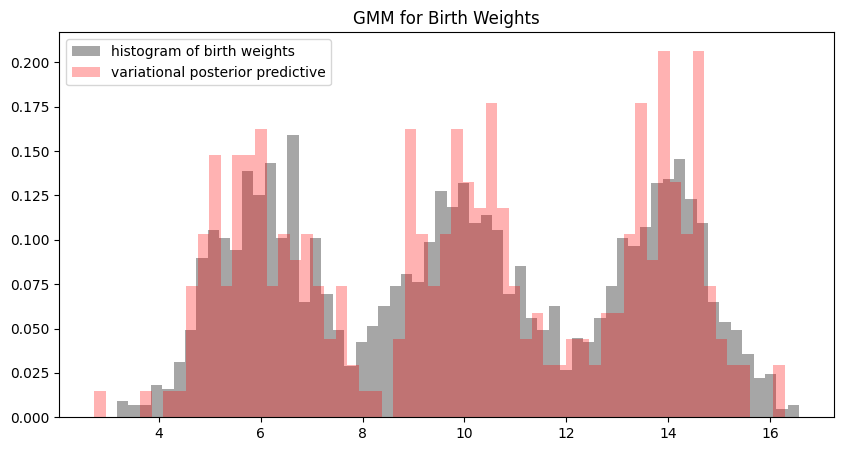 GMM for Birth Weights
histogram of birth weights
variational posterior predictive
0.200
0.175
0.150
0.125
0.100
0.075
0.050
0.025
0.000
4 6 8 10 12 14 16